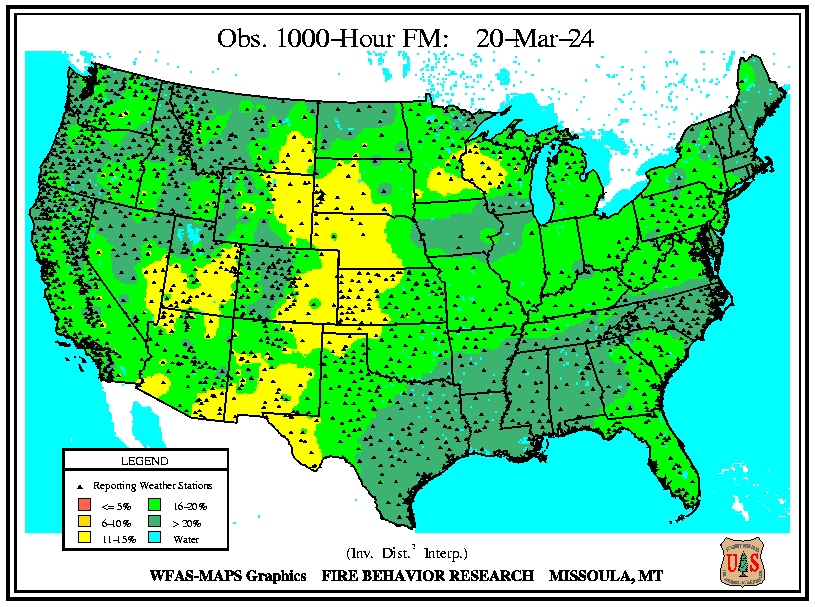 Obs. 1000-Hour FM: 20-Mar-24
LEGEND
Reporting Weather Stations
<= 5%
16-20%
6-10%
> 20%
11-15%
Water
(Inv. Dist.² Interp.)
WFAS-MAPS Graphics FIRE BEHAVIOR RESEARCH MISSOULA, MT
U S